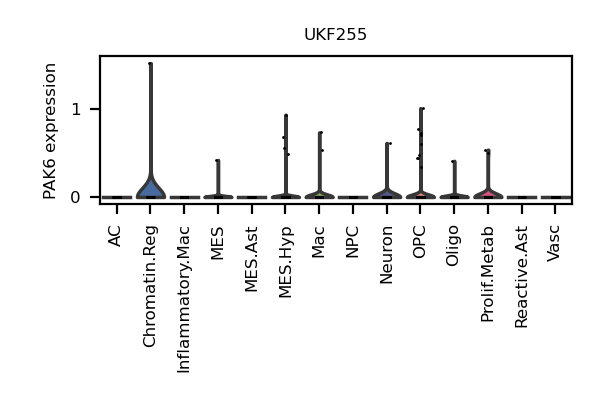 UKF255
PAK6 expression
1
0
AC
Chromatin.Reg
Inflammatory.Mac
MES
MES.Ast
MES.Hyp
Mac
NPC
Neuron
OPC
Oligo
Prolif.Metab
Reactive.Ast
Vasc